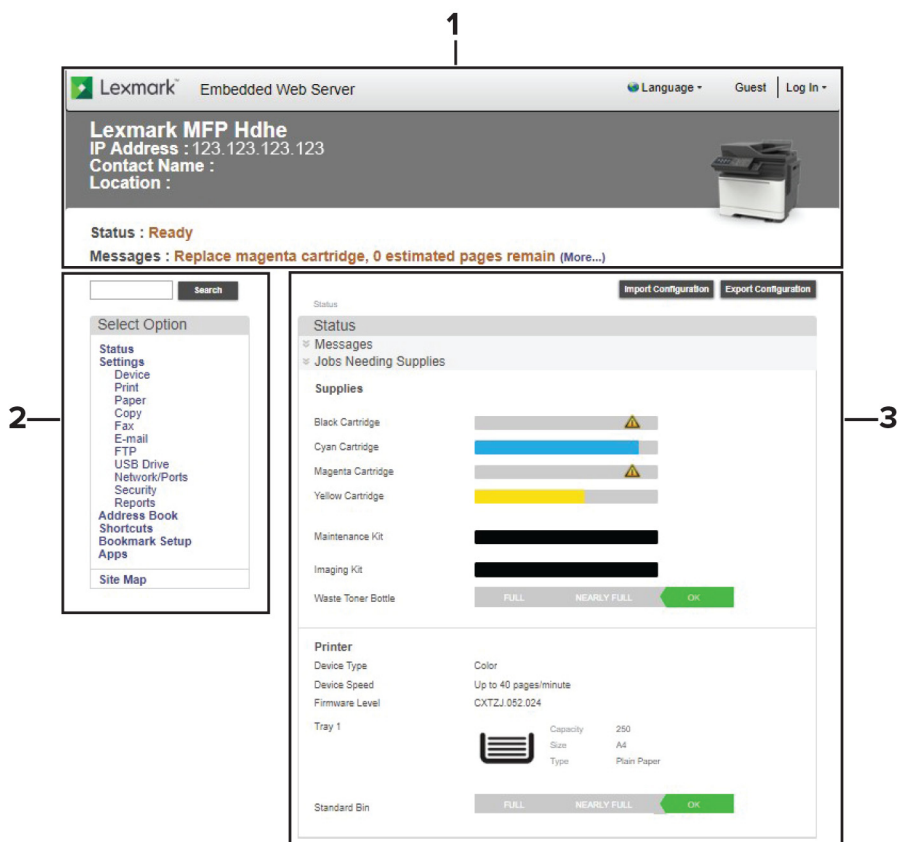 1
Lexmark™ Embedded Web Server Language Guest Log In
Lexmark MFP Hdhe
IP Address : 123.123.123.123
Contact Name :
Location :
Status : Ready
Messages : Replace magenta cartridge, 0 estimated pages remain (More...)
2
Search
Select Option
Status
Settings
Device
Print
Paper
Copy
Fax
E-mail
FTP
USB Drive
Network/Ports
Security
Reports
Address Book
Shortcuts
Bookmark Setup
Apps
Site Map
3
Import Configuration Export Configuration
Status
Status
Messages
Jobs Needing Supplies
Supplies
Black Cartridge
Cyan Cartridge
Magenta Cartridge
Yellow Cartridge
Maintenance Kit
Imaging Kit
Waste Toner Bottle FULL NEARLY FULL OK
Printer
Device Type Color
Device Speed Up to 40 pages/minute
Firmware Level CXTZJ.052.024
Tray 1 Capacity 250
Size A4
Type Plain Paper
Standard Bin FULL NEARLY FULL OK